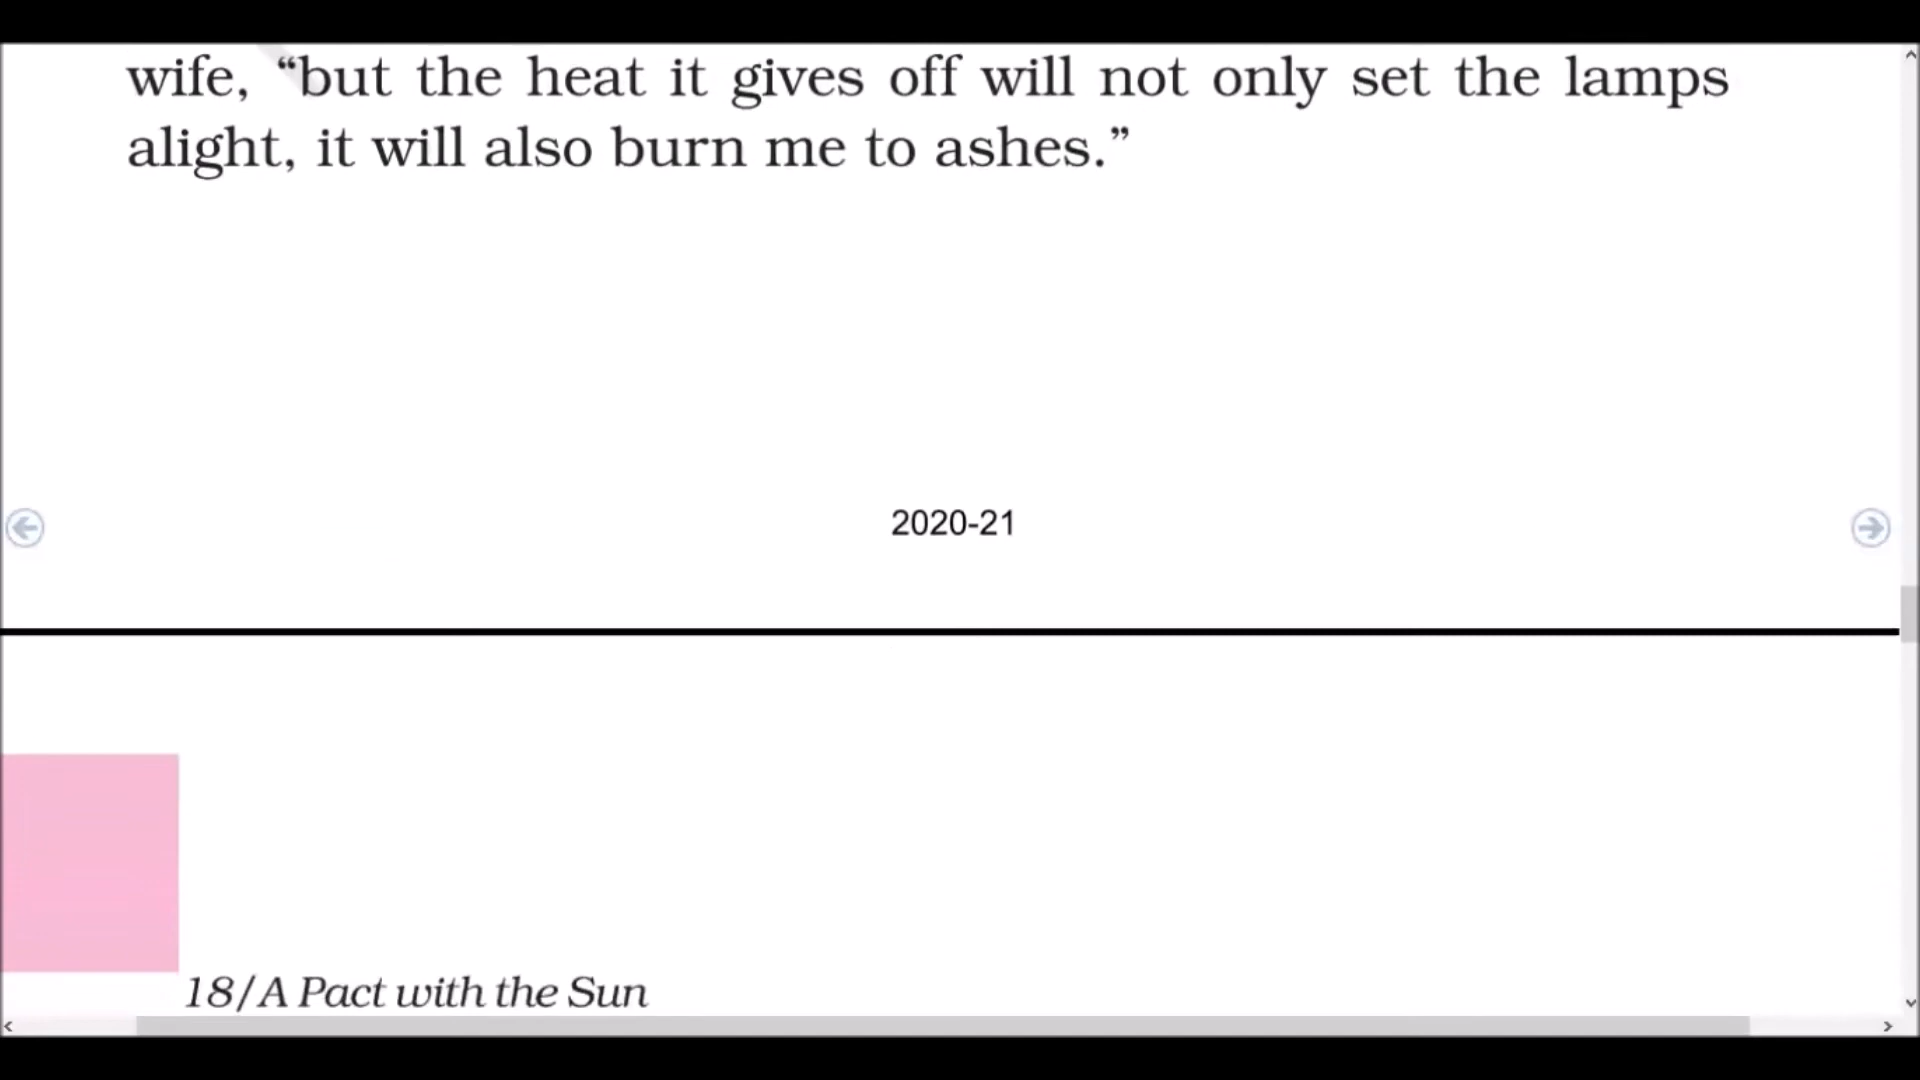 wife, “but the heat it gives off will not only set the lamps
alight, it will also burn me to ashes.”
2020-21
18/A Pact with the Sun